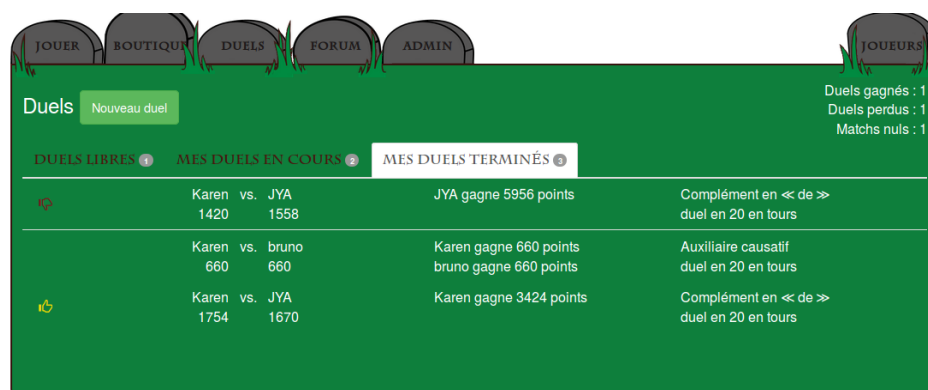 JOUER BOUTIQUE DUELS FORUM ADMIN JOUEURS
Duels Nouveau duel
Duels gagnés : 1
Duels perdus : 1
Matchs nuls : 1
DUELS LIBRES 1 MES DUELS EN COURS 2 MES DUELS TERMINÉS 3
Karen vs. JYA JYA gagne 5956 points Complément en ≪ de ≫
1420 1558 duel en 20 en tours
Karen vs. bruno Karen gagne 660 points Auxiliaire causatif
660 660 bruno gagne 660 points duel en 20 en tours
Karen vs. JYA Karen gagne 3424 points Complément en ≪ de ≫
1754 1670 duel en 20 en tours